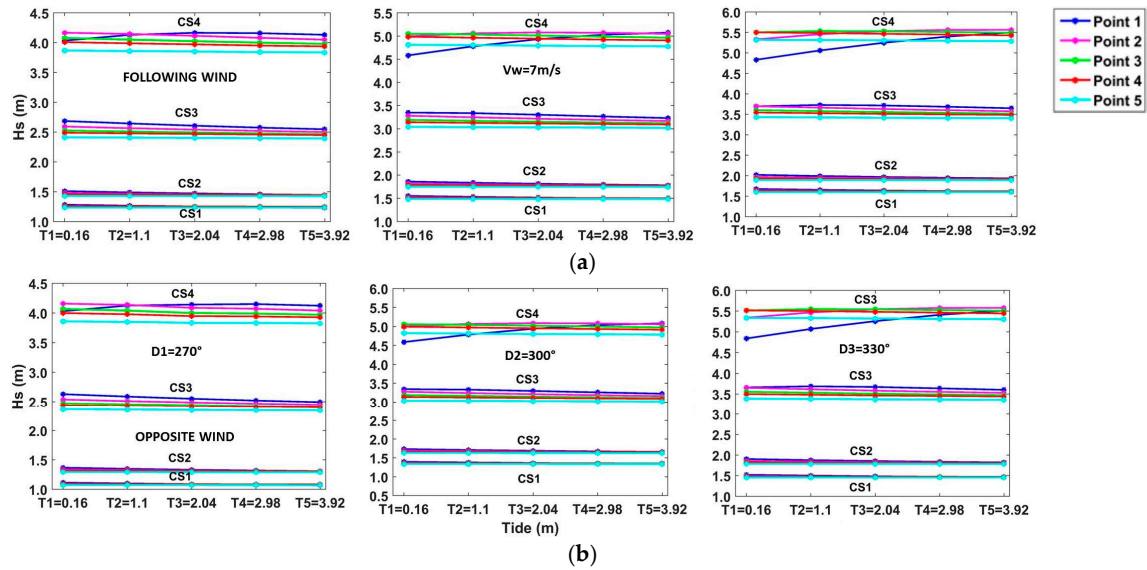 4.5
4.0
3.5
3.0
2.5
2.0
1.5
1.0
Hs (m)
CS4
FOLLOWING WIND
CS3
CS2
CS1
T1=0.16 T2=1.1 T3=2.04 T4=2.98 T5=3.92
5.5
5.0
4.5
4.0
3.5
3.0
2.5
2.0
1.5
1.0
CS4
Vw=7m/s
CS3
CS2
CS1
T1=0.16 T2=1.1 T3=2.04 T4=2.98 T5=3.92
6.0
5.5
5.0
4.5
4.0
3.5
3.0
2.5
2.0
1.5
1.0
CS4
CS3
CS2
CS1
T1=0.16 T2=1.1 T3=2.04 T4=2.98 T5=3.92
Point 1
Point 2
Point 3
Point 4
Point 5
(a)
4.5
4.0
3.5
3.0
2.5
2.0
1.5
1.0
Hs (m)
CS4
D1=270°
CS3
OPPOSITE WIND
CS2
CS1
T1=0.16 T2=1.1 T3=2.04 T4=2.98 T5=3.92
6.0
5.5
5.0
4.5
4.0
3.5
3.0
2.5
2.0
1.5
1.0
0.5
CS4
D2=300°
CS3
CS2
CS1
T1=0.16 T2=1.1 T3=2.04 T4=2.98 T5=3.92
Tide (m)
6.0
5.5
5.0
4.5
4.0
3.5
3.0
2.5
2.0
1.5
1.0
CS3
D3=330°
CS3
CS2
CS1
T1=0.16 T2=1.1 T3=2.04 T4=2.98 T5=3.92
(b)